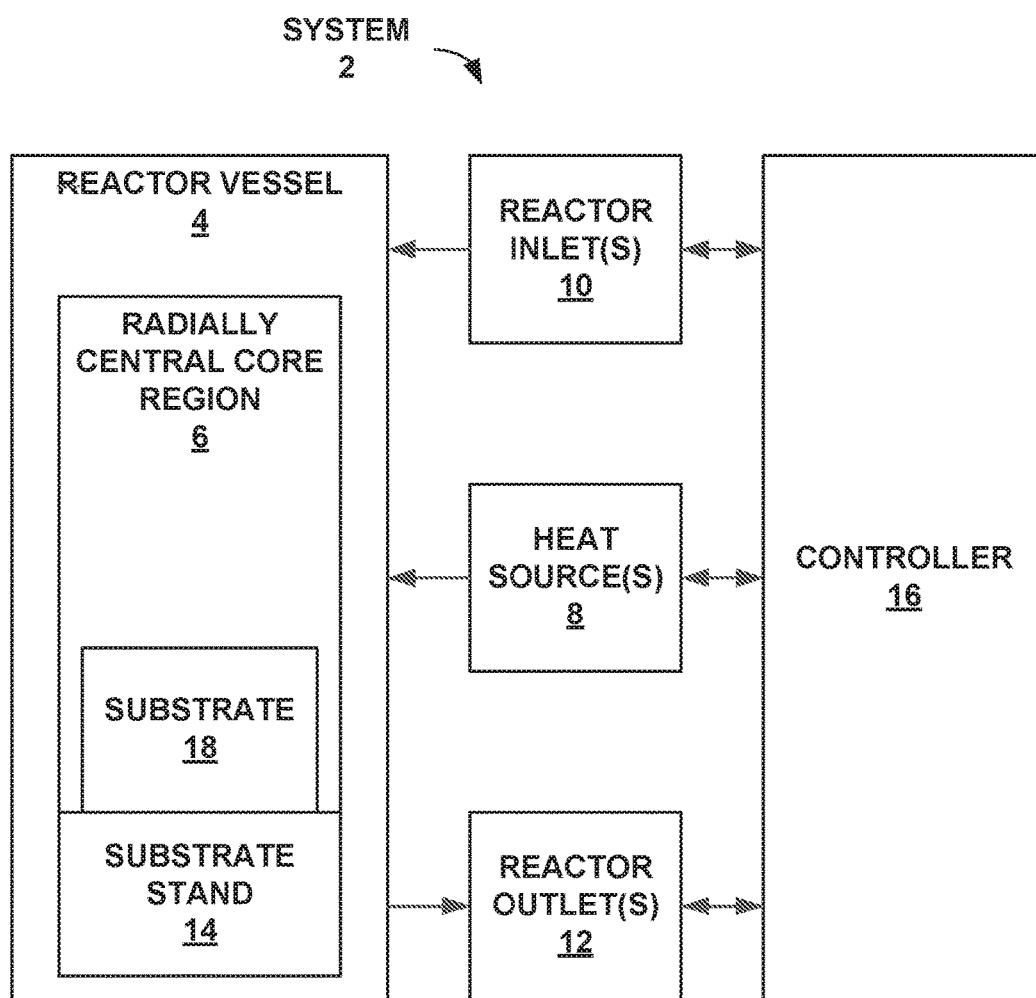 SYSTEM
2
REACTOR VESSEL
4
RADIALLY
CENTRAL CORE
REGION
6
SUBSTRATE
18
SUBSTRATE
STAND
14
REACTOR
INLET(S)
10
HEAT
SOURCE(S)
8
REACTOR
OUTLET(S)
12
CONTROLLER
16